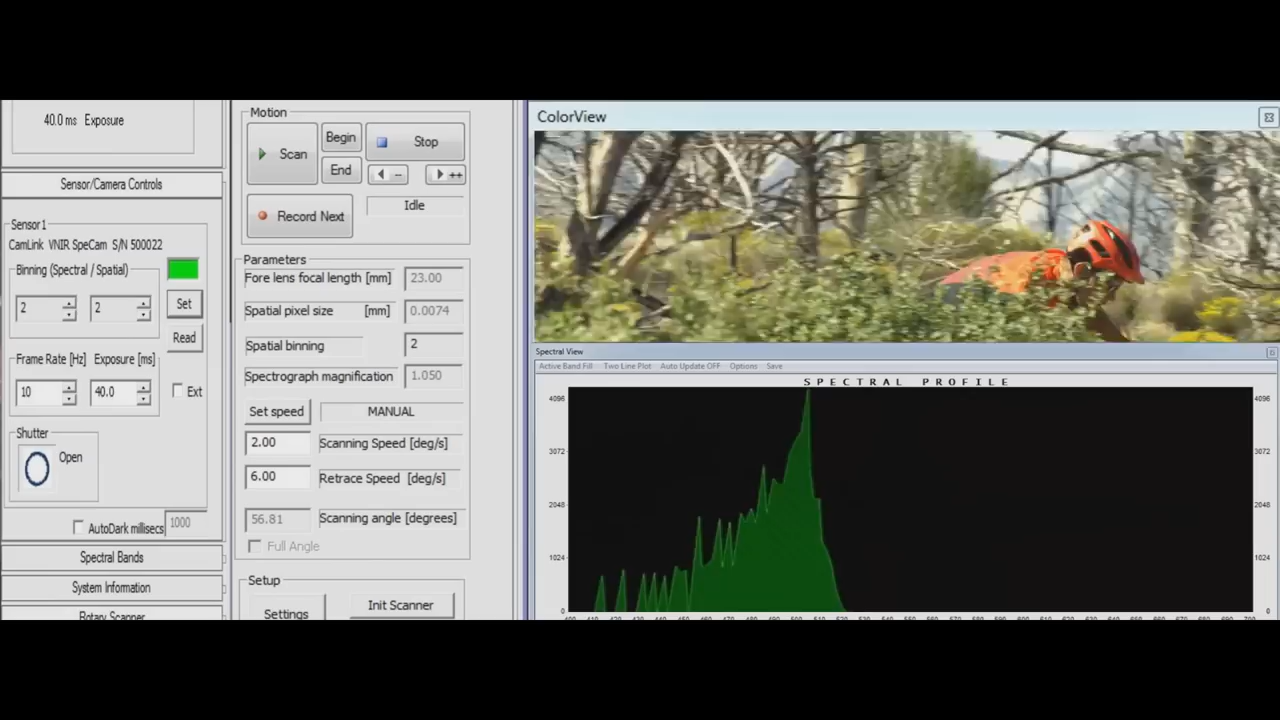 40.0 ms Exposure
Sensor/Camera Controls
Sensor1
CamLink VNIR SpeCam S/N 500022
Binning (Spectral / Spatial)
2 2
Set
Read
Frame Rate [Hz] Exposure [ms]
10 40.0
Ext
Shutter
Open
AutoDark millisecs 1000
Spectral Bands
System Information
Rotary Scanner
Motion
Scan
Begin
Stop
End
– ++
Record Next
Idle
Parameters
Fore lens focal length [mm] 23.00
Spatial pixel size [mm] 0.0074
Spatial binning 2
Spectrograph magnification 1.050
Set speed MANUAL
2.00 Scanning Speed [deg/s]
6.00 Retrace Speed [deg/s]
56.81 Scanning angle [degrees]
Full Angle
Setup
Settings Init Scanner
ColorView
Spectral View
Active Band Fill Two Line Plot Auto Update OFF Options Save
SPECTRAL PROFILE
4096 4096
3072 3072
2048 2048
1024 1024
0 0